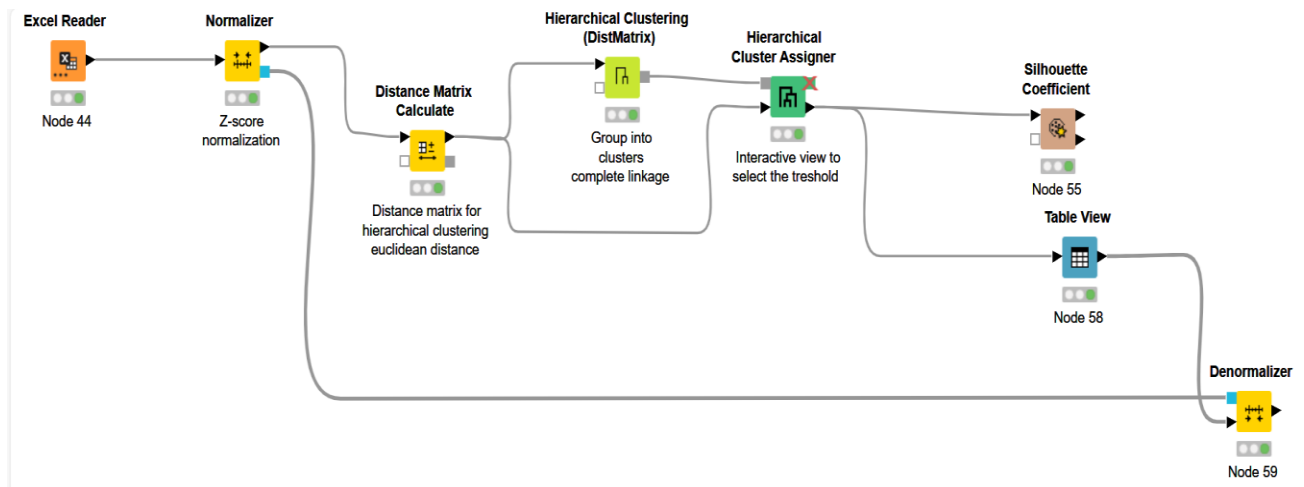 Excel Reader
Node 44
Normalizer
Z-score
normalization
Distance Matrix
Calculate
Distance matrix for
hierarchical clustering
euclidean distance
Hierarchical Clustering
(DistMatrix)
Group into
clusters
complete linkage
Hierarchical
Cluster Assigner
Interactive view to
select the treshold
Silhouette
Coefficient
Node 55
Table View
Node 58
Denormalizer
Node 59